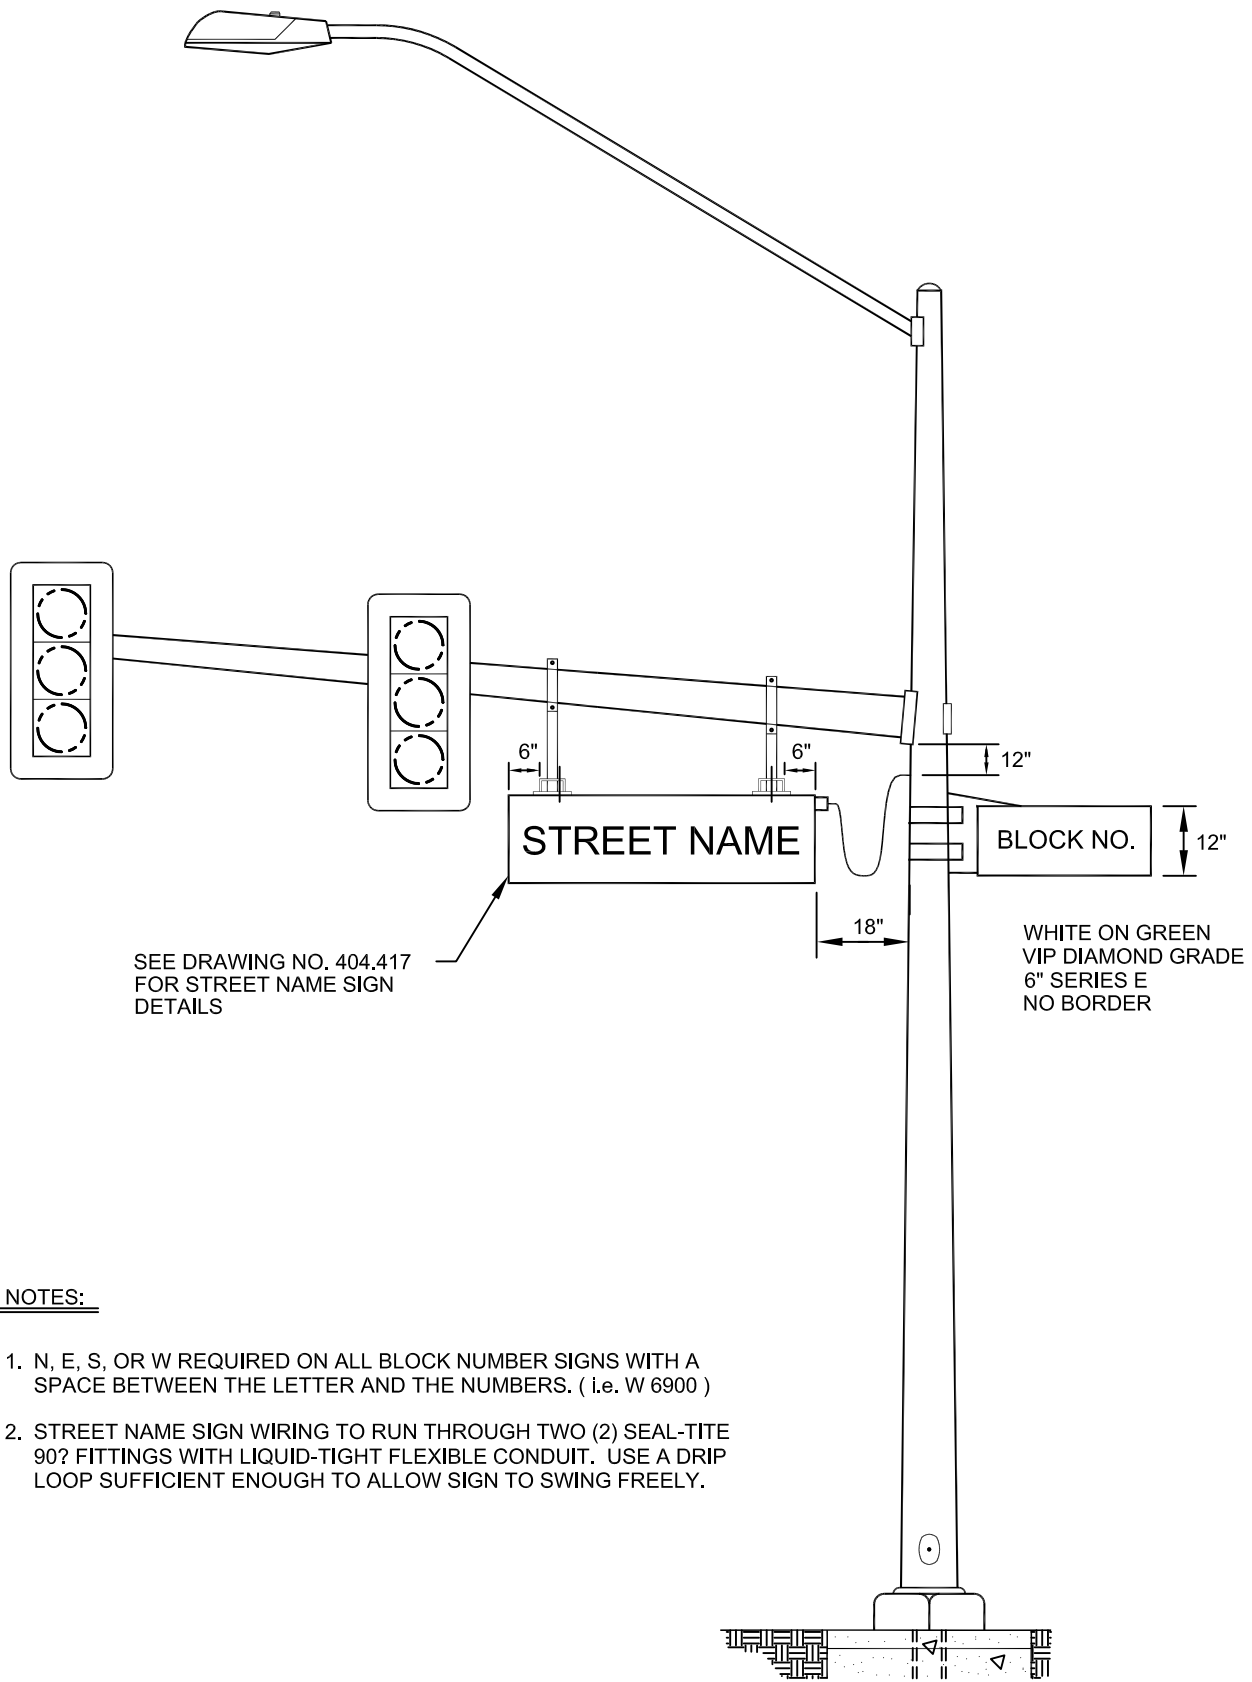 6"
6"
12"
STREET NAME
BLOCK NO.
12"
18"
WHITE ON GREEN
VIP DIAMOND GRADE
6" SERIES E
NO BORDER
SEE DRAWING NO. 404.417
FOR STREET NAME SIGN
DETAILS
NOTES:
1. N, E, S, OR W REQUIRED ON ALL BLOCK NUMBER SIGNS WITH A
SPACE BETWEEN THE LETTER AND THE NUMBERS. ( i.e. W 6900 )
2. STREET NAME SIGN WIRING TO RUN THROUGH TWO (2) SEAL-TITE
90? FITTINGS WITH LIQUID-TIGHT FLEXIBLE CONDUIT. USE A DRIP
LOOP SUFFICIENT ENOUGH TO ALLOW SIGN TO SWING FREELY.